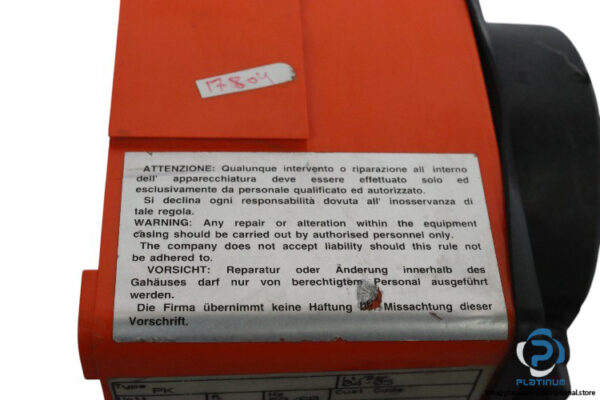 17804
ATTENZIONE: Qualunque intervento o riparazione all interno
dell' apparecchiatura deve essere effettuato solo ed
esclusivamente da personale qualificato ed autorizzato.
Si declina ogni responsabilità dovuta all' inosservanza di
tale regola.
WARNING: Any repair or alteration within the equipment
casing should be carried out by authorised personnel only.
The company does not accept liability should this rule not
be adhered to.
VORSICHT: Reparatur oder Änderung innerhalb des
Gahäuses darf nur von berechtigtem Personal ausgeführt
werden.
Die Firma übernimmt keine Haftung Missachtung dieser
Vorschrift.
Type PK
Cust. Code
PLATINUM